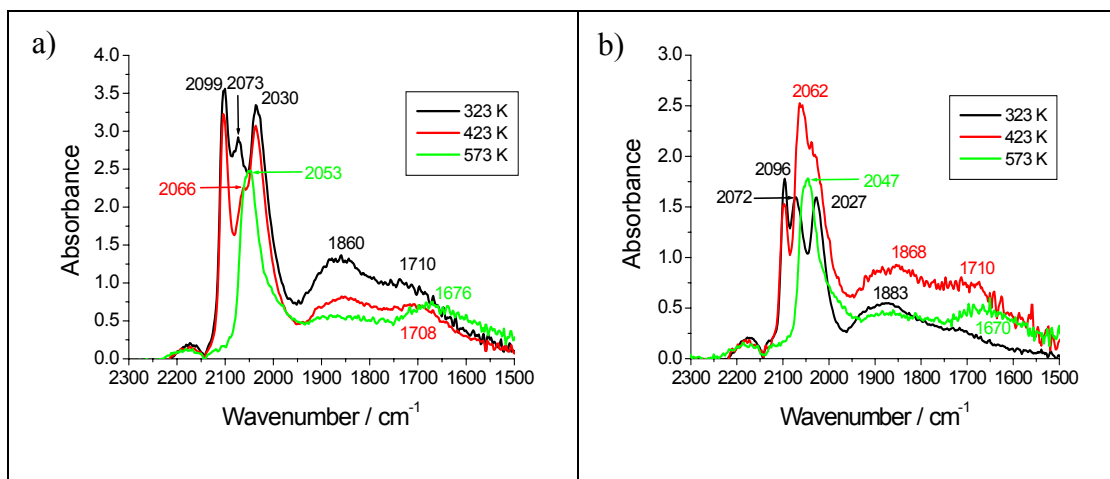 a)
4.0
3.5
3.0
2.5
2.0
1.5
1.0
0.5
0.0
Absorbance
2099 2073
2030
2066
2053
1860
1710
1676
1708
323 K
423 K
573 K
2300 2200 2100 2000 1900 1800 1700 1600 1500
Wavenumber / cm-1
b)
3.0
2.5
2.0
1.5
1.0
0.5
0.0
Absorbance
2062
2096
2072
2047
2027
1868
1883
1710
1670
323 K
423 K
573 K
2300 2200 2100 2000 1900 1800 1700 1600 1500
Wavenumber / cm-1